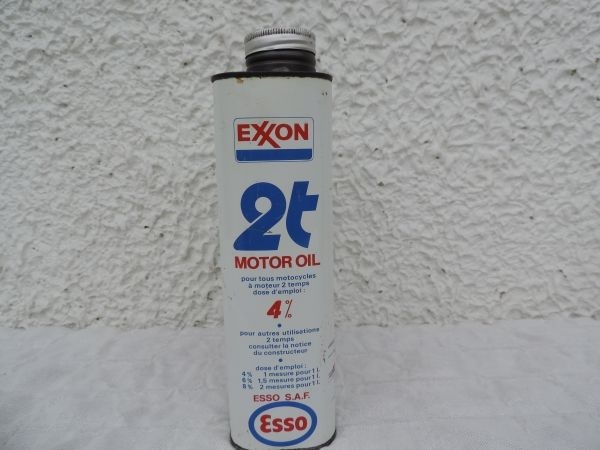 EXXON
2t
MOTOR OIL
pour tous motocycles
à moteur 2 temps
dose d'emploi :
4%
pour autres utilisations
2 temps
consulter la notice
du constructeur
dose d'emploi :
4% 1 mesure pour 1 L
6% 1,5 mesure pour 1 L
8% 2 mesures pour 1 L
ESSO S.A.F.
Esso